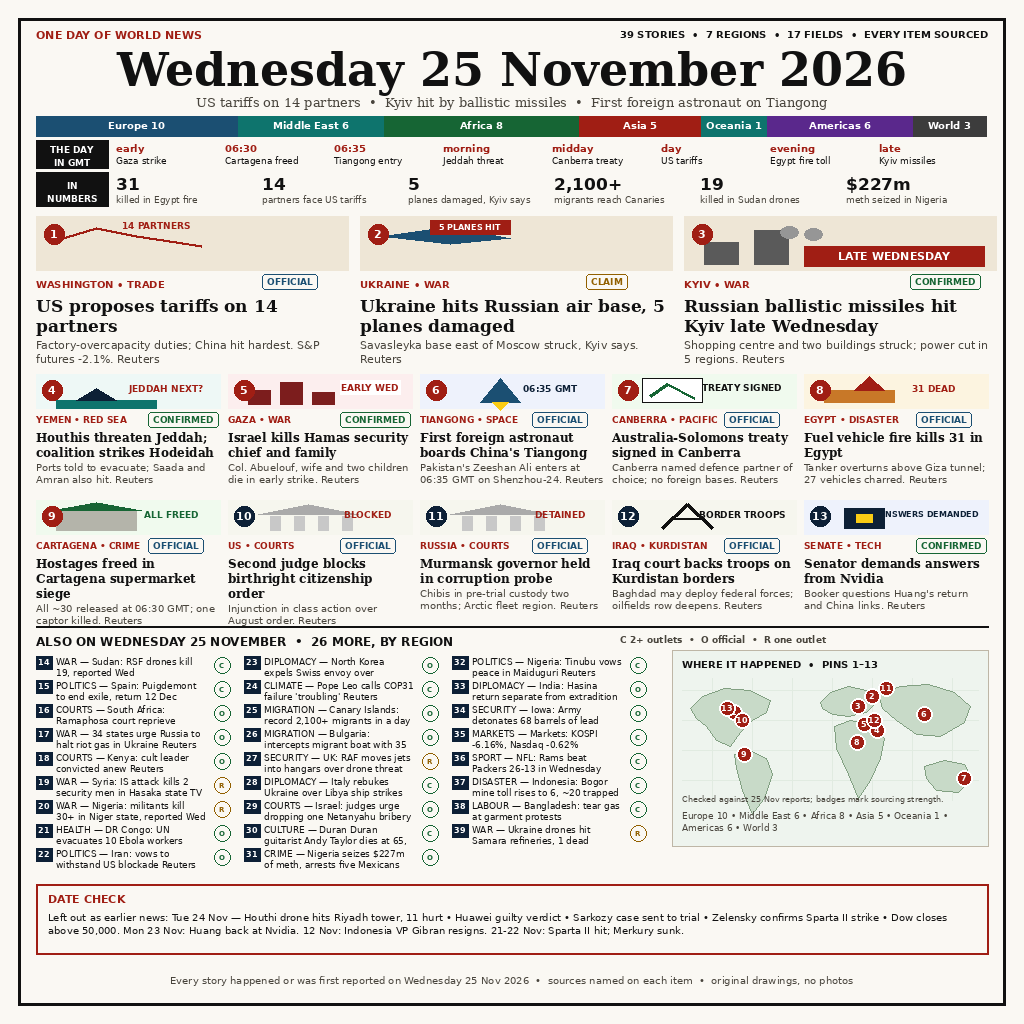 ONE DAY OF WORLD NEWS
39 STORIES • 7 REGIONS • 17 FIELDS • EVERY ITEM SOURCED
Wednesday 25 November 2026
US tariffs on 14 partners • Kyiv hit by ballistic missiles • First foreign astronaut on Tiangong
Europe 10
Middle East 6
Africa 8
Asia 5
Oceania 1
Americas 6
World 3
THE DAY
IN GMT
early
Gaza strike
06:30
Cartagena freed
06:35
Tiangong entry
morning
Jeddah threat
midday
Canberra treaty
day
US tariffs
evening
Egypt fire toll
late
Kyiv missiles
IN
NUMBERS
31
killed in Egypt fire
14
partners face US tariffs
5
planes damaged, Kyiv says
2,100+
migrants reach Canaries
19
killed in Sudan drones
$227m
meth seized in Nigeria
1
14 PARTNERS
WASHINGTON • TRADE
OFFICIAL
US proposes tariffs on 14
partners
Factory-overcapacity duties; China hit hardest. S&P
futures -2.1%. Reuters
2
5 PLANES HIT
UKRAINE • WAR
CLAIM
Ukraine hits Russian air base, 5
planes damaged
Savasleyka base east of Moscow struck, Kyiv says.
Reuters
3
LATE WEDNESDAY
KYIV • WAR
CONFIRMED
Russian ballistic missiles hit
Kyiv late Wednesday
Shopping centre and two buildings struck; power cut in
5 regions. Reuters
4
JEDDAH NEXT?
YEMEN • RED SEA
CONFIRMED
Houthis threaten Jeddah;
coalition strikes Hodeidah
Ports told to evacuate; Saada and
Amran also hit. Reuters
5
EARLY WED
GAZA • WAR
CONFIRMED
Israel kills Hamas security
chief and family
Col. Abuelouf, wife and two children
die in early strike. Reuters
6
06:35 GMT
TIANGONG • SPACE
OFFICIAL
First foreign astronaut
boards China's Tiangong
Pakistan's Zeeshan Ali enters at
06:35 GMT on Shenzhou-24. Reuters
7
TREATY SIGNED
CANBERRA • PACIFIC
OFFICIAL
Australia-Solomons treaty
signed in Canberra
Canberra named defence partner of
choice; no foreign bases. Reuters
8
31 DEAD
EGYPT • DISASTER
OFFICIAL
Fuel vehicle fire kills 31 in
Egypt
Tanker overturns above Giza tunnel;
27 vehicles charred. Reuters
9
ALL FREED
CARTAGENA • CRIME
OFFICIAL
Hostages freed in
Cartagena supermarket
siege
All ~30 released at 06:30 GMT; one
captor killed. Reuters
10
BLOCKED
US • COURTS
OFFICIAL
Second judge blocks
birthright citizenship
order
Injunction in class action over
August order. Reuters
11
DETAINED
RUSSIA • COURTS
OFFICIAL
Murmansk governor held
in corruption probe
Chibis in pre-trial custody two
months; Arctic fleet region. Reuters
12
BORDER TROOPS
IRAQ • KURDISTAN
OFFICIAL
Iraq court backs troops on
Kurdistan borders
Baghdad may deploy federal forces;
oilfields row deepens. Reuters
13
NSWERS DEMANDED
SENATE • TECH
CONFIRMED
Senator demands answers
from Nvidia
Booker questions Huang's return
and China links. Reuters
ALSO ON WEDNESDAY 25 NOVEMBER • 26 MORE, BY REGION
C 2+ outlets • O official • R one outlet
14 WAR — Sudan: RSF drones kill C
19, reported Wed
15 POLITICS — Spain: Puigdemont C
to end exile, return 12 Dec
16 COURTS — South Africa: O
Ramaphosa court reprieve
17 WAR — 34 states urge Russia to O
halt riot gas in Ukraine Reuters
18 COURTS — Kenya: cult leader C
convicted anew Reuters
19 WAR — Syria: IS attack kills 2 R
security men in Hasaka state TV
20 WAR — Nigeria: militants kill R
30+ in Niger state, reported Wed
21 HEALTH — DR Congo: UN O
evacuates 10 Ebola workers
22 POLITICS — Iran: vows to O
withstand US blockade Reuters
23 DIPLOMACY — North Korea O
expels Swiss envoy over
24 CLIMATE — Pope Leo calls COP31 C
failure 'troubling' Reuters
25 MIGRATION — Canary Islands: O
record 2,100+ migrants in a day
26 MIGRATION — Bulgaria: O
intercepts migrant boat with 35
27 SECURITY — UK: RAF moves jets R
into hangars over drone threat
28 DIPLOMACY — Italy rebukes O
Ukraine over Libya ship strikes
29 COURTS — Israel: judges urge C
dropping one Netanyahu bribery
30 CULTURE — Duran Duran C
guitarist Andy Taylor dies at 65,
31 CRIME — Nigeria seizes $227m O
of meth, arrests five Mexicans
32 POLITICS — Nigeria: Tinubu vows C
peace in Maiduguri Reuters
33 DIPLOMACY — India: Hasina O
return separate from extradition
34 SECURITY — Iowa: Army O
detonates 68 barrels of lead
35 MARKETS — Markets: KOSPI C
-6.16%, Nasdaq -0.62%
36 SPORT — NFL: Rams beat C
Packers 26-13 in Wednesday
37 DISASTER — Indonesia: Bogor C
mine toll rises to 6, ~20 trapped
38 LABOUR — Bangladesh: tear gas C
at garment protests
39 WAR — Ukraine drones hit R
Samara refineries, 1 dead
WHERE IT HAPPENED • PINS 1–13
11
2
13
3
10
12
6
5
4
8
9
7
Checked against 25 Nov reports; badges mark sourcing strength.
Europe 10 • Middle East 6 • Africa 8 • Asia 5 • Oceania 1 •
Americas 6 • World 3
DATE CHECK
Left out as earlier news: Tue 24 Nov — Houthi drone hits Riyadh tower, 11 hurt • Huawei guilty verdict • Sarkozy case sent to trial • Zelensky confirms Sparta II strike • Dow closes
above 50,000. Mon 23 Nov: Huang back at Nvidia. 12 Nov: Indonesia VP Gibran resigns. 21-22 Nov: Sparta II hit; Merkury sunk.
Every story happened or was first reported on Wednesday 25 Nov 2026 • sources named on each item • original drawings, no photos